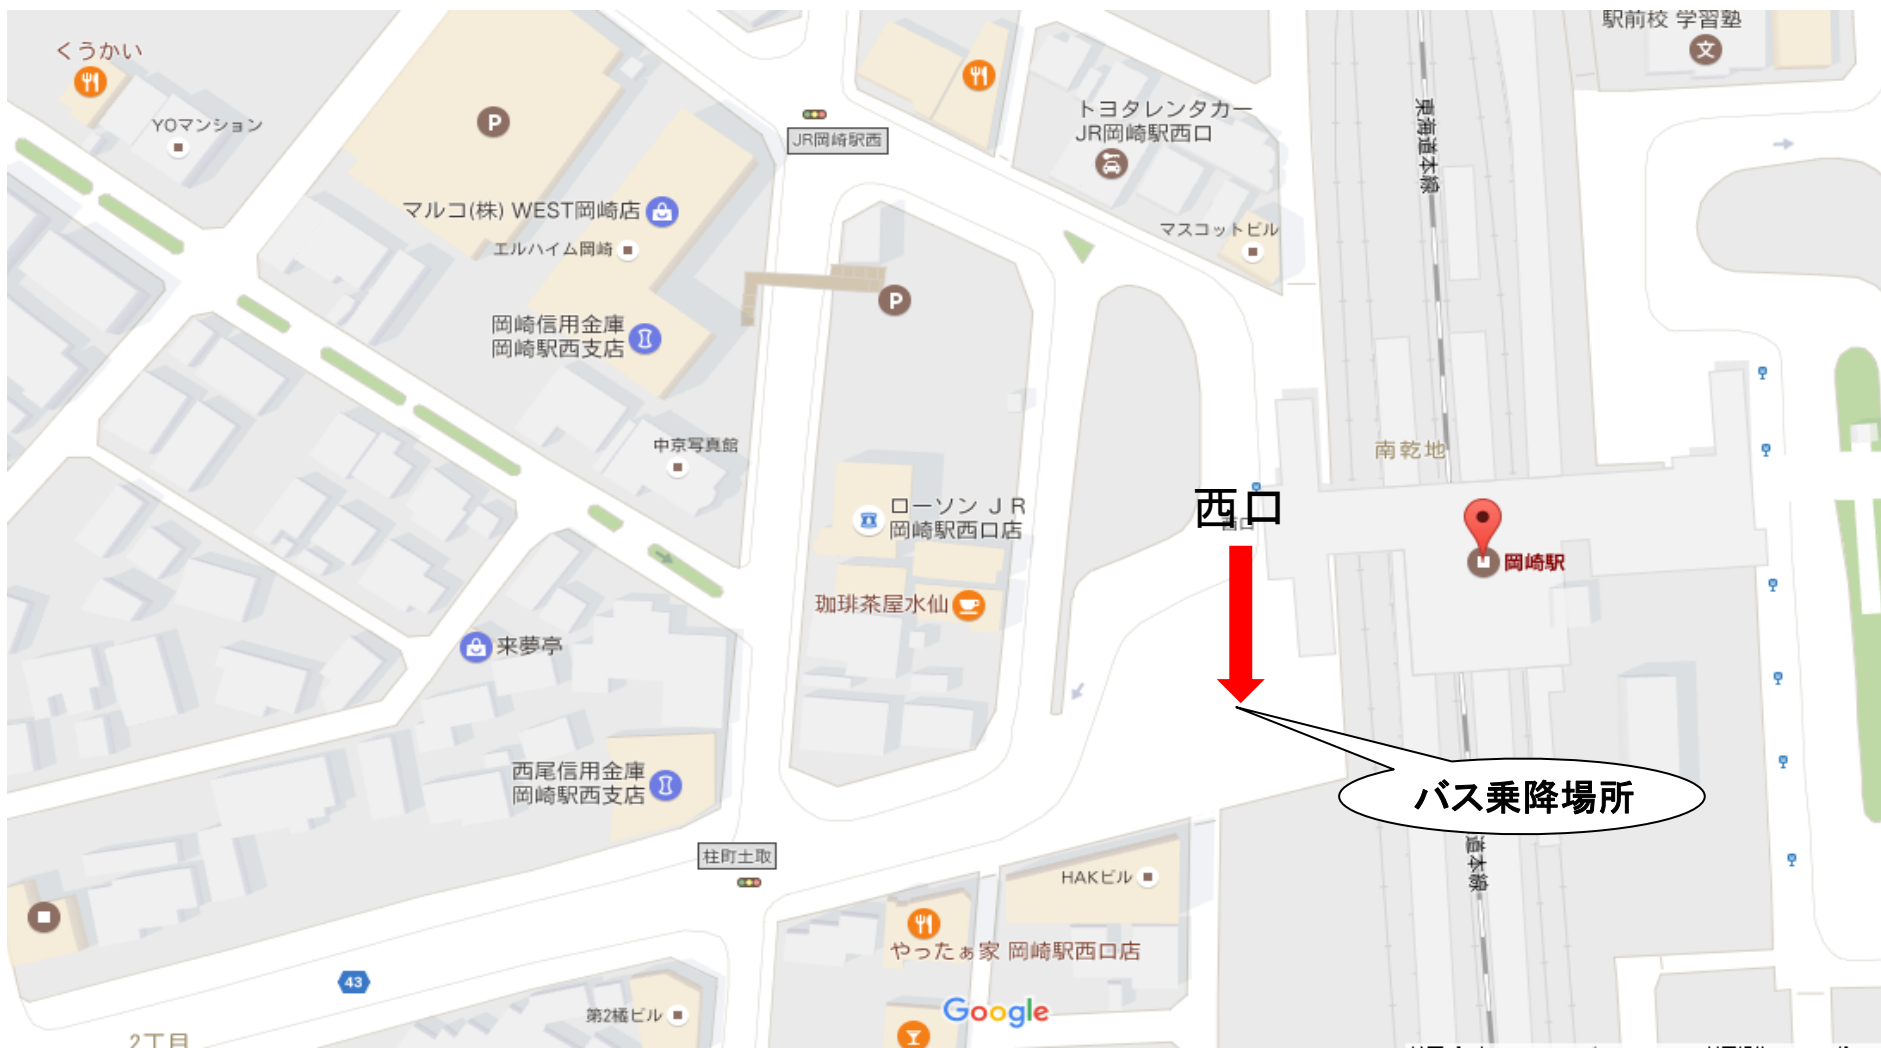 駅前校 学習塾
くうかい
YOマンション
トヨタレンタカー
JR岡崎駅西口
JR岡崎駅西
東海道本線
マルコ(株) WEST岡崎店
エルハイム岡崎
マスコットビル
岡崎信用金庫
岡崎駅西支店
中京写真館
南乾地
西口
西口
ローソン JR
岡崎駅西口店
岡崎駅
珈琲茶屋水仙
来夢亭
西尾信用金庫
岡崎駅西支店
バス乗降場所
柱町土取
道本線
HAKビル
やったぁ家 岡崎駅西口店
43
第2橘ビル
Google
2丁目